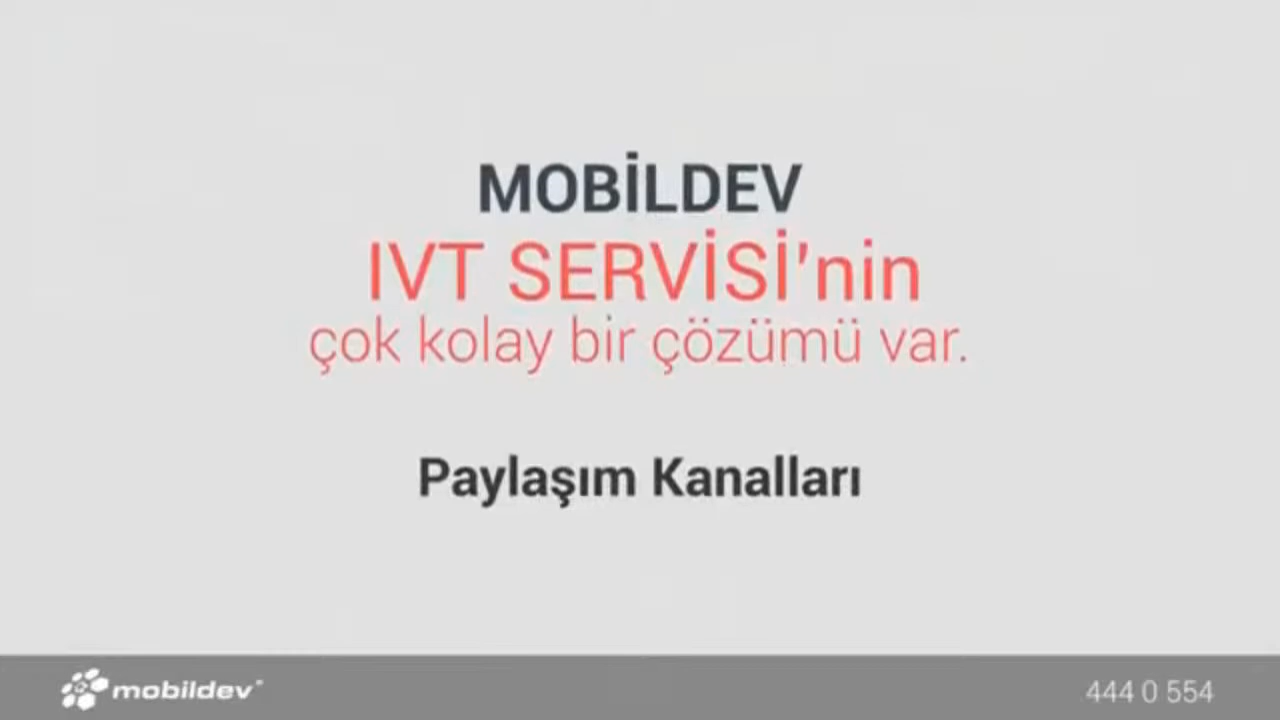 MOBİLDEV
IVT SERVİSİ'nin
çok kolay bir çözümü var.
Paylaşım Kanalları
mobildev
444 0 554